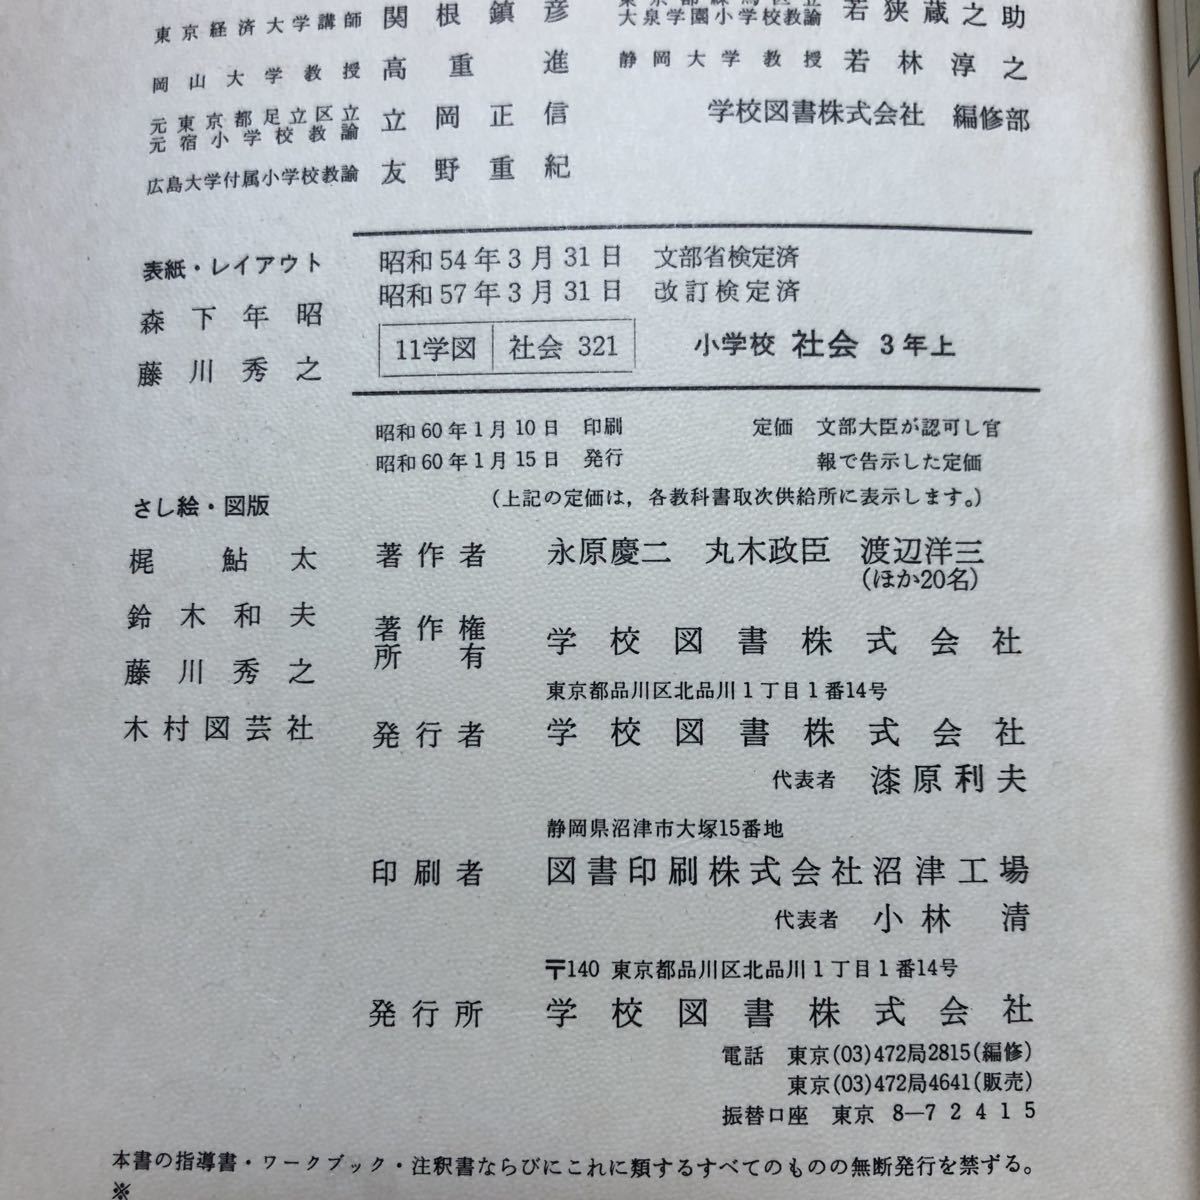 東京経済大学講師 関根鎮彦
大泉学園小学校教諭 若狭蔵之助
岡山大学教授 高重 進
静岡大学教授 若林淳之
元東京都足立区立
元宿小学校教諭 立岡正信
学校図書株式会社 編修部
広島大学付属小学校教諭 友野重紀
表紙・レイアウト
森下年昭
藤川秀之
昭和54年3月31日 文部省検定済
昭和57年3月31日 改訂検定済
11学図 社会 321 小学校 社会 3年上
昭和60年1月10日 印刷
昭和60年1月15日 発行
定価 文部大臣が認可し官
報で告示した定価
(上記の定価は，各教科書取次供給所に表示します。)
さし絵・図版
梶 鮎太
鈴木和夫
藤川秀之
木村図芸社
著作者 永原慶二 丸木政臣 渡辺洋三
(ほか20名)
著作権
所有 学校図書株式会社
東京都品川区北品川1丁目1番14号
発行者 学校図書株式会社
代表者 漆原利夫
静岡県沼津市大塚15番地
印刷者 図書印刷株式会社沼津工場
代表者 小林 清
〒140 東京都品川区北品川1丁目1番14号
発行所 学校図書株式会社
電話 東京(03)472局2815(編修)
東京(03)472局4641(販売)
振替口座 東京 8—72415
本書の指導書・ワークブック・注釈書ならびにこれに類するすべてのものの無断発行を禁ずる。
※